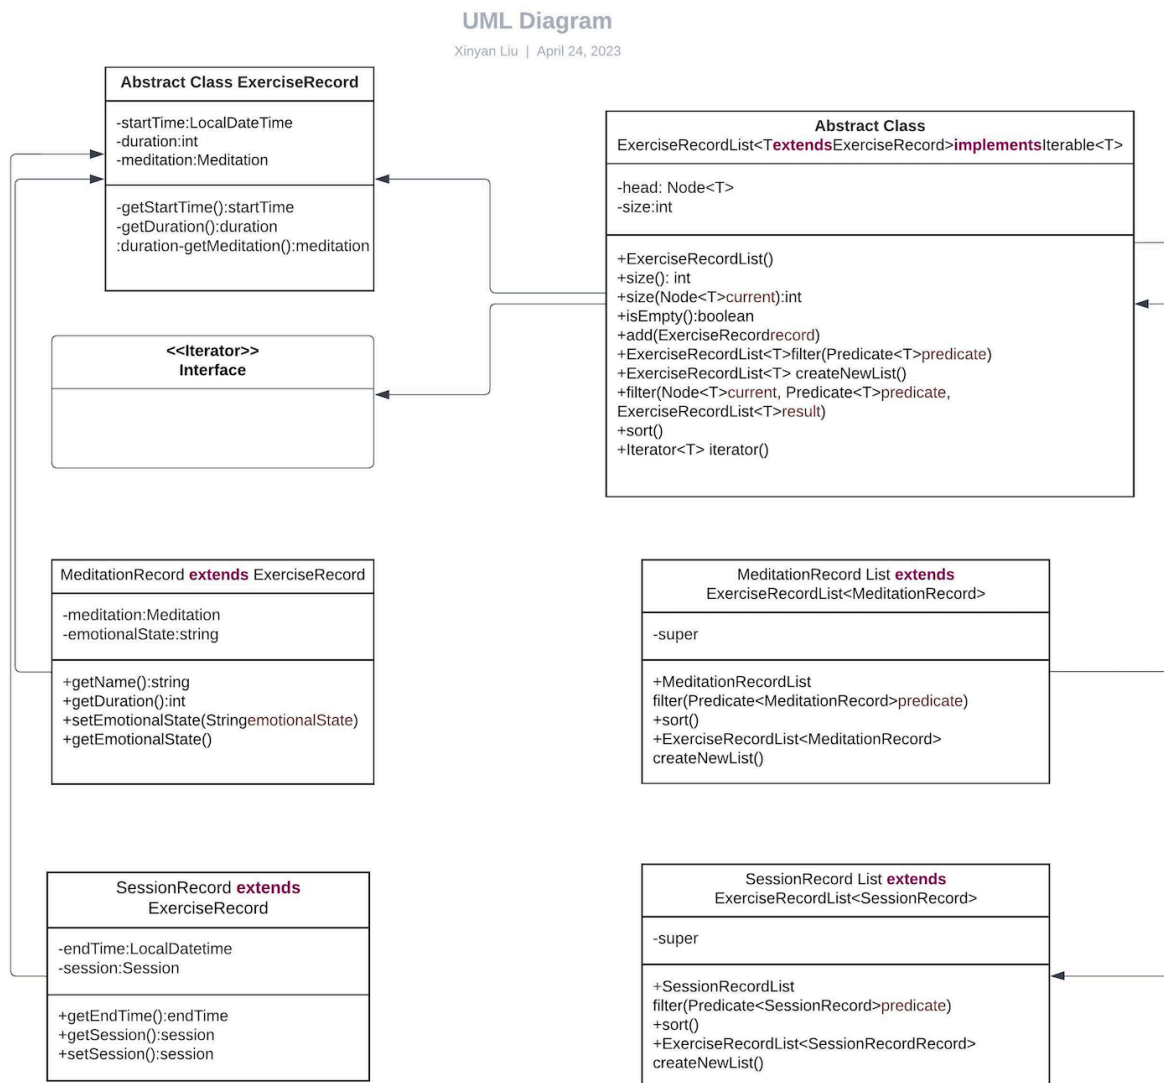 UML Diagram
Xinyan Liu | April 24, 2023
Abstract Class ExerciseRecord
-startTime:LocalDateTime
-duration:int
-meditation:Meditation
-getStartTime():startTime
-getDuration():duration
:duration-getMeditation():meditation
<<Iterator>>
Interface
Abstract Class
ExerciseRecordList<TextendsExerciseRecord>implementsIterable<T>
-head: Node<T>
-size:int
+ExerciseRecordList()
+size(): int
+size(Node<T>current):int
+isEmpty():boolean
+add(ExerciseRecordrecord)
+ExerciseRecordList<T>filter(Predicate<T>predicate)
+ExerciseRecordList<T> createNewList()
+filter(Node<T>current, Predicate<T>predicate,
ExerciseRecordList<T>result)
+sort()
+Iterator<T> iterator()
MeditationRecord extends ExerciseRecord
-meditation:Meditation
-emotionalState:string
+getName():string
+getDuration():int
+setEmotionalState(StringemotionalState)
+getEmotionalState()
MeditationRecord List extends
ExerciseRecordList<MeditationRecord>
-super
+MeditationRecordList
filter(Predicate<MeditationRecord>predicate)
+sort()
+ExerciseRecordList<MeditationRecord>
createNewList()
SessionRecord extends
ExerciseRecord
-endTime:LocalDatetime
-session:Session
+getEndTime():endTime
+getSession():session
+setSession():session
SessionRecord List extends
ExerciseRecordList<SessionRecord>
-super
+SessionRecordList
filter(Predicate<SessionRecord>predicate)
+sort()
+ExerciseRecordList<SessionRecordRecord>
createNewList()